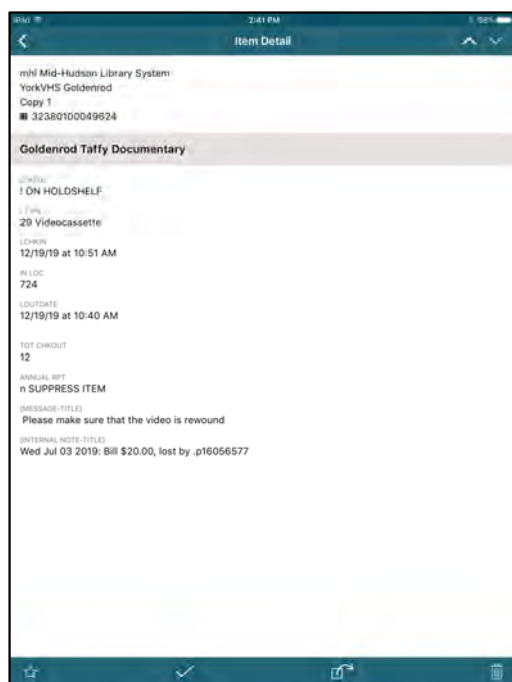 iPad
2:41 PM
98%
Item Detail
mhl Mid-Hudson Library System
YorkVHS Goldenrod
Copy 1
32380100049624
Goldenrod Taffy Documentary
STATUS
! ON HOLDSHELF
I TYPE
29 Videocassette
LCHKIN
12/19/19 at 10:51 AM
IN LOC
724
LOUTDATE
12/19/19 at 10:40 AM
TOT CHKOUT
12
ANNUAL RPT
n SUPPRESS ITEM
(MESSAGE-TITLE)
Please make sure that the video is rewound
(INTERNAL NOTE-TITLE)
Wed Jul 03 2019: Bill $20.00, lost by .p16056577